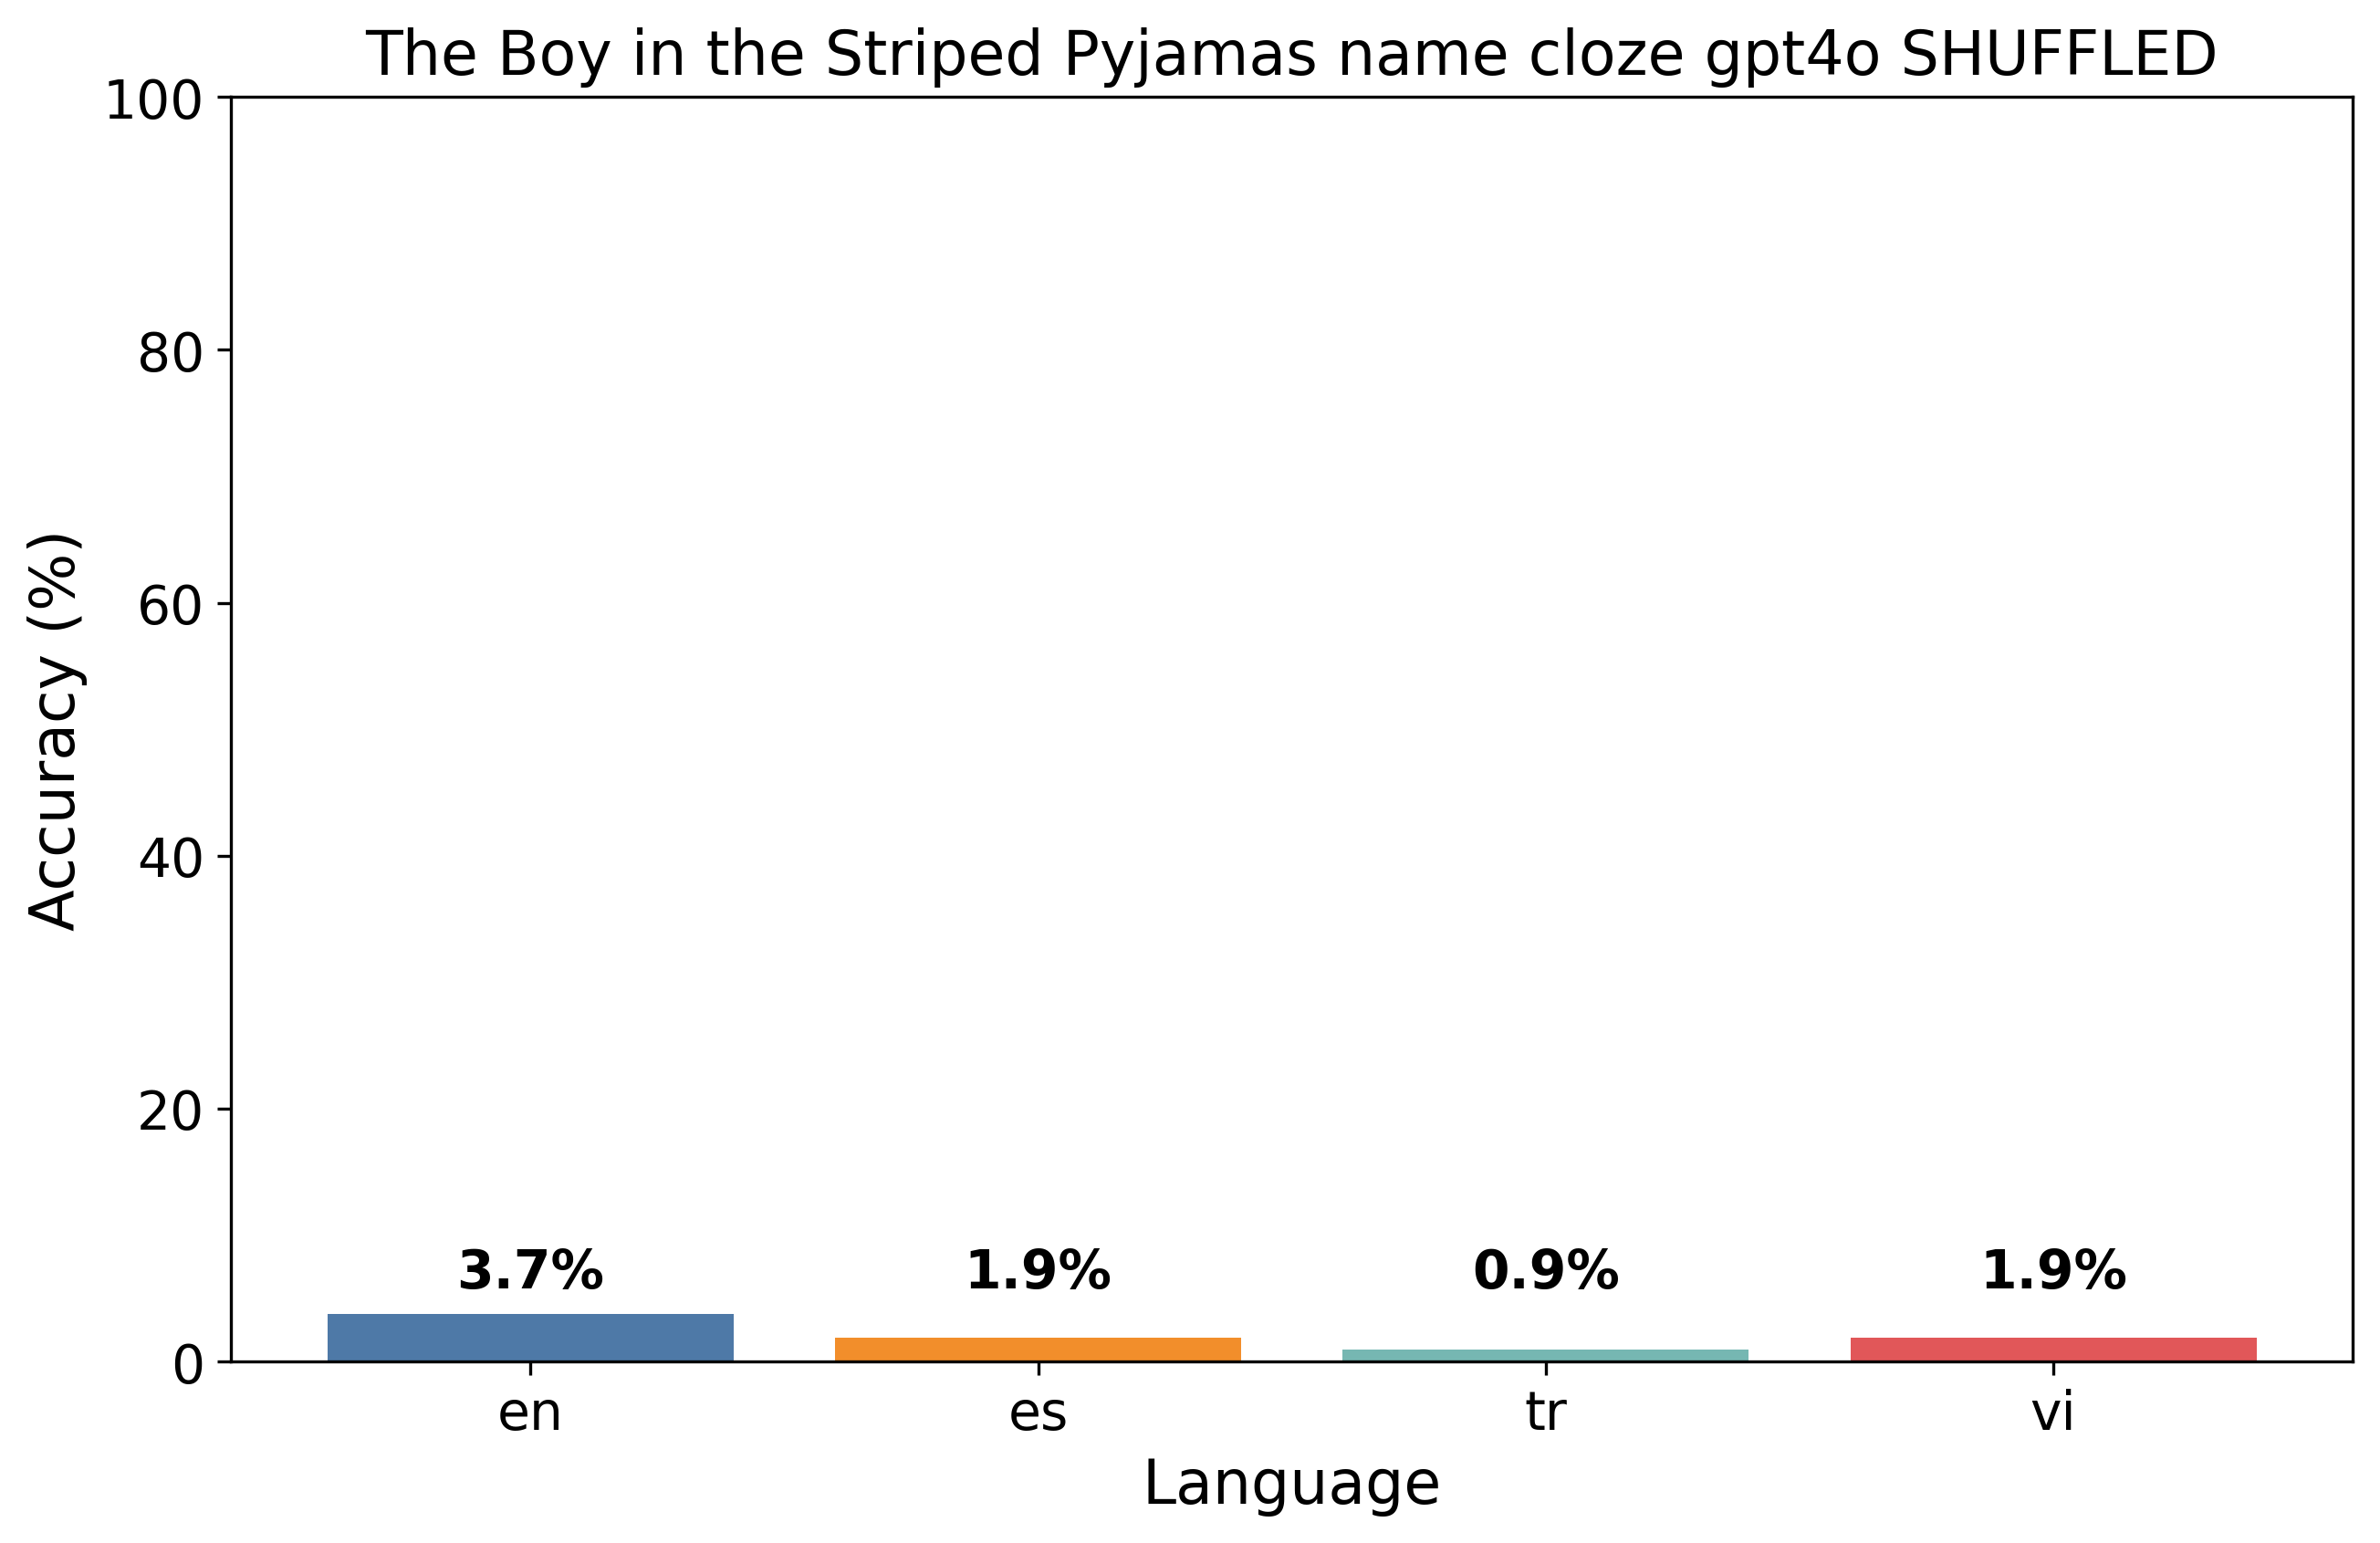 The Boy in the Striped Pyjamas name cloze gpt4o SHUFFLED
100
80
60
40
20
0
Accuracy (%)
3.7%
1.9%
0.9%
1.9%
en
es
tr
vi
Language